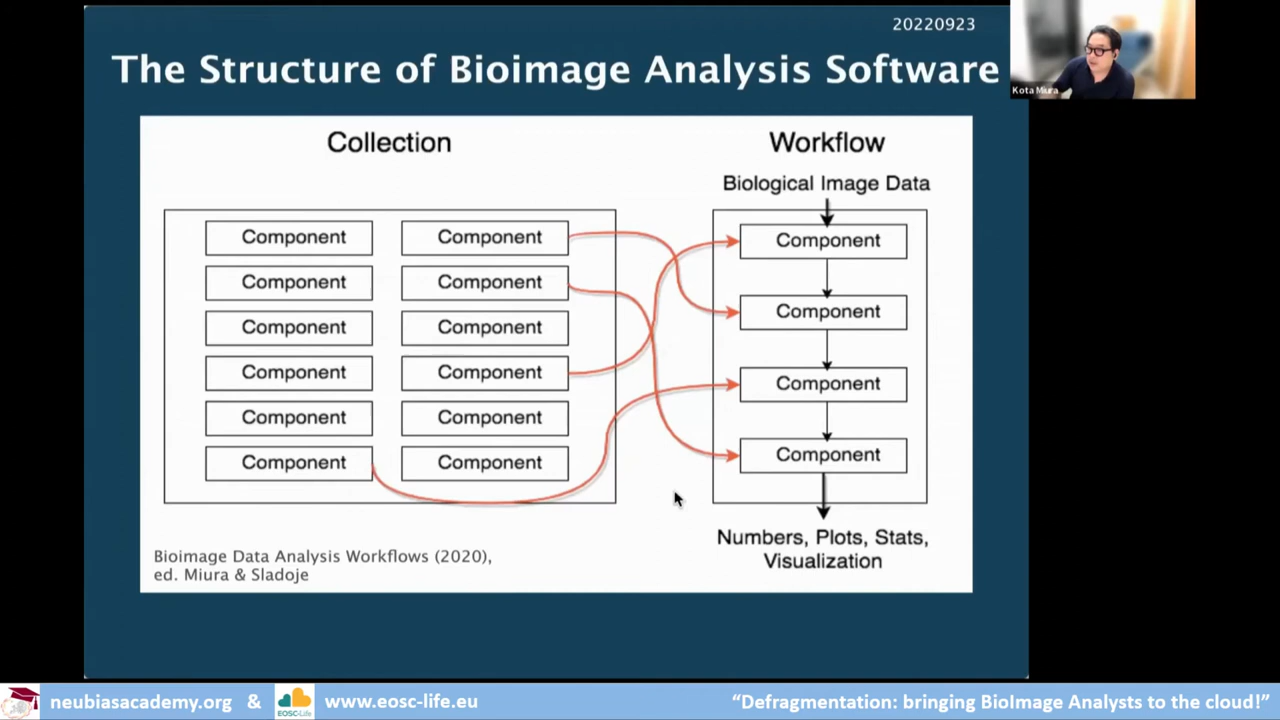 20220923
The Structure of Bioimage Analysis Software
Kota Miura
Collection
Component
Component
Component
Component
Component
Component
Component
Component
Component
Component
Component
Component
Workflow
Biological Image Data
Component
Component
Component
Component
Numbers, Plots, Stats,
Visualization
Bioimage Data Analysis Workflows (2020),
ed. Miura & Sladoje
neubiasacademy.org & EOSC-Life www.eosc-life.eu “Defragmentation: bringing BioImage Analysts to the cloud!”